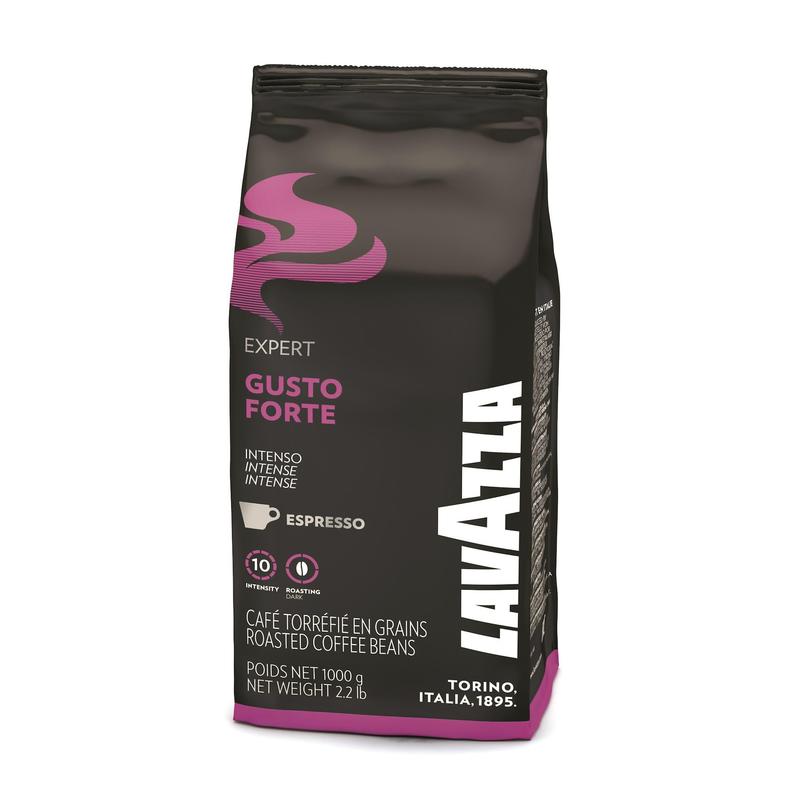 EXPERT
GUSTO
FORTE
INTENSO
INTENSE
INTENSE
ESPRESSO
10
INTENSITY
ROASTING
DARK
CAFÉ TORRÉFIÉ EN GRAINS
ROASTED COFFEE BEANS
POIDS NET 1000 g
NET WEIGHT 2.2 lb
LAVAZZA
TORINO,
ITALIA, 1895.